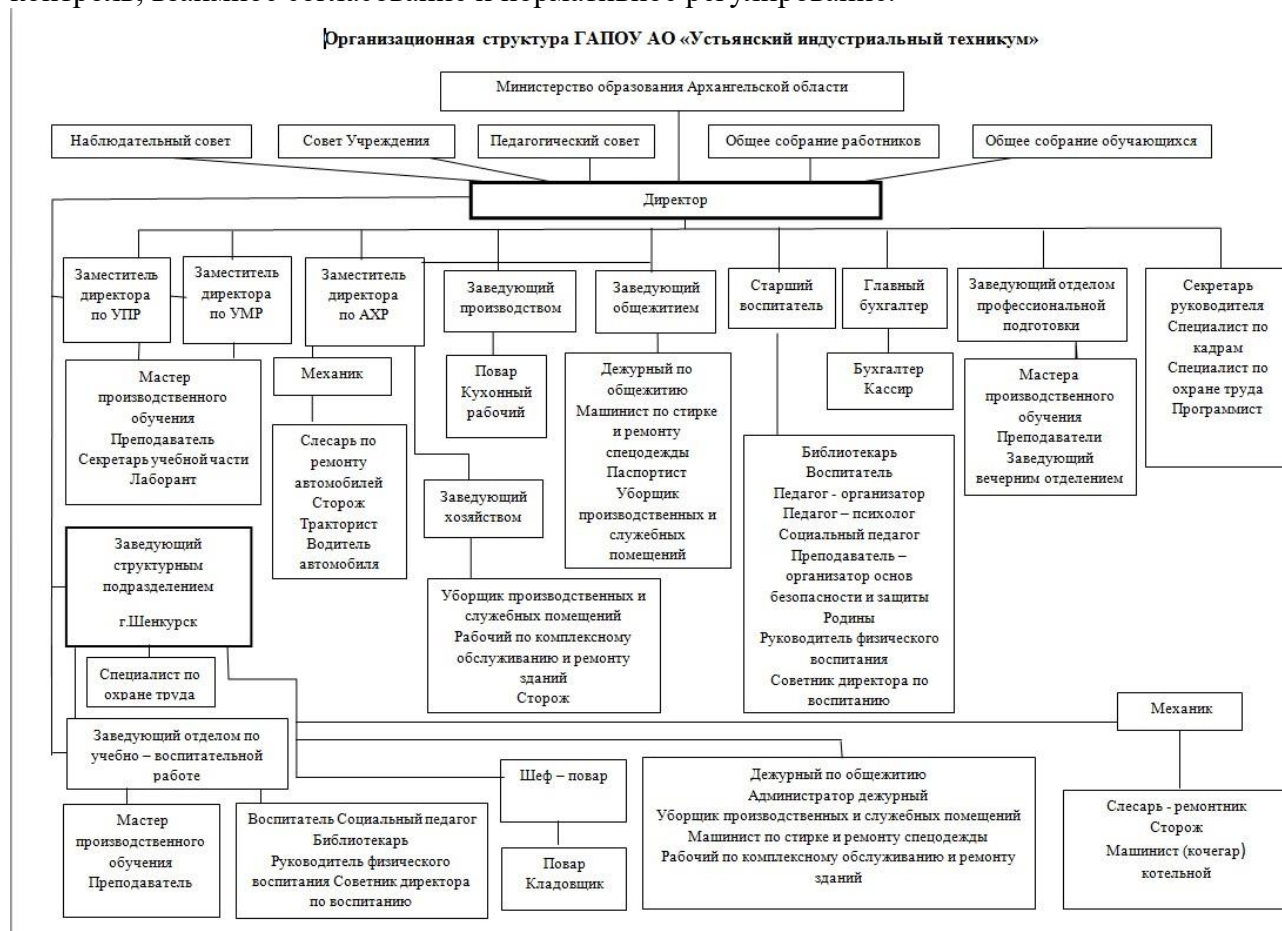 контроль, взаимное согласование и нормативное регулирование.
Организационная структура ГАПОУ АО «Устьянский индустриальный техникум»
Министерство образования Архангельской области
Наблюдательный совет
Совет Учреждения
Педагогический совет
Общее собрание работников
Общее собрание обучающихся
Директор
Заместитель
директора
по УПР
Заместитель
директора
по УМР
Заместитель
директора
по АХР
Заведующий
производством
Заведующий
общежитием
Старший
воспитатель
Главный
бухгалтер
Заведующий отделом
профессиональной
подготовки
Секретарь
руководителя
Специалист по
кадрам
Специалист по
охране труда
Программист
Мастер
производственного
обучения
Преподаватель
Секретарь учебной части
Лаборант
Механик
Слесарь по
ремонту
автомобилей
Сторож
Тракторист
Водитель
автомобиля
Повар
Кухонный
рабочий
Заведующий
хозяйством
Уборщик производственных и
служебных помещений
Рабочий по комплексному
обслуживанию и ремонту
зданий
Сторож
Дежурный по
общежитию
Машинист по стирке
и ремонту
спецодежды
Паспортист
Уборщик
производственных и
служебных
помещений
Библиотекарь
Воспитатель
Педагог - организатор
Педагог – психолог
Социальный педагог
Преподаватель –
организатор основ
безопасности и защиты
Родины
Руководитель физического
воспитания
Советник директора по
воспитанию
Бухгалтер
Кассир
Мастера
производственного
обучения
Преподаватели
Заведующий
вечерним отделением
Заведующий
структурным
подразделением
г.Шенкурск
Специалист по
охране труда
Заведующий отделом по
учебно – воспитательной
работе
Мастер
производственного
обучения
Преподаватель
Воспитатель Социальный педагог
Библиотекарь
Руководитель физического
воспитания Советник директора
по воспитанию
Шеф – повар
Повар
Кладовщик
Дежурный по общежитию
Администратор дежурный
Уборщик производственных и служебных помещений
Машинист по стирке и ремонту спецодежды
Рабочий по комплексному обслуживанию и ремонту
зданий
Механик
Слесарь - ремонтник
Сторож
Машинист (кочегар)
котельной